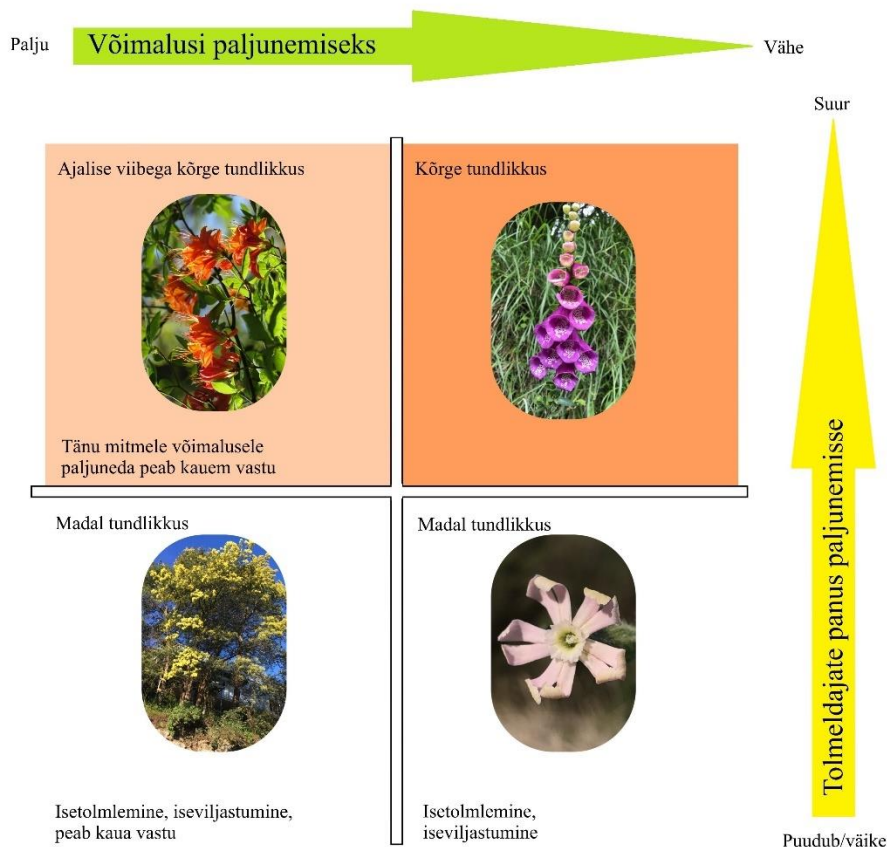 Palju
Võimalusi paljunemiseks
Vähe
Suur
Ajalise viibega kõrge tundlikkus
Kõrge tundlikkus
Tänu mitmele võimalusele
paljuneda peab kauem vastu
Madal tundlikkus
Madal tundlikkus
Isetolmlemine, iseviljastumine,
peab kaua vastu
Isetolmlemine,
iseviljastumine
Tolmeldajate panus paljunemisse
Puudub/väike